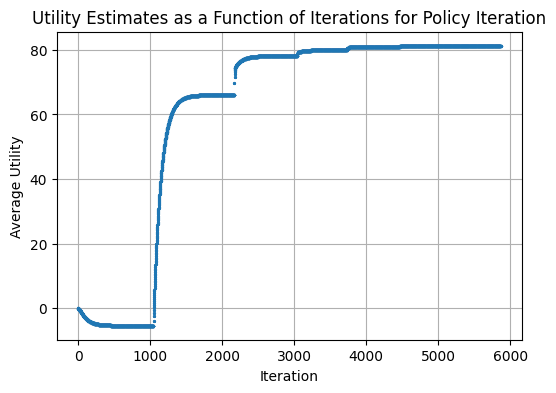 Utility Estimates as a Function of Iterations for Policy Iteration
80
60
40
20
0
Average Utility
0 1000 2000 3000 4000 5000 6000
Iteration